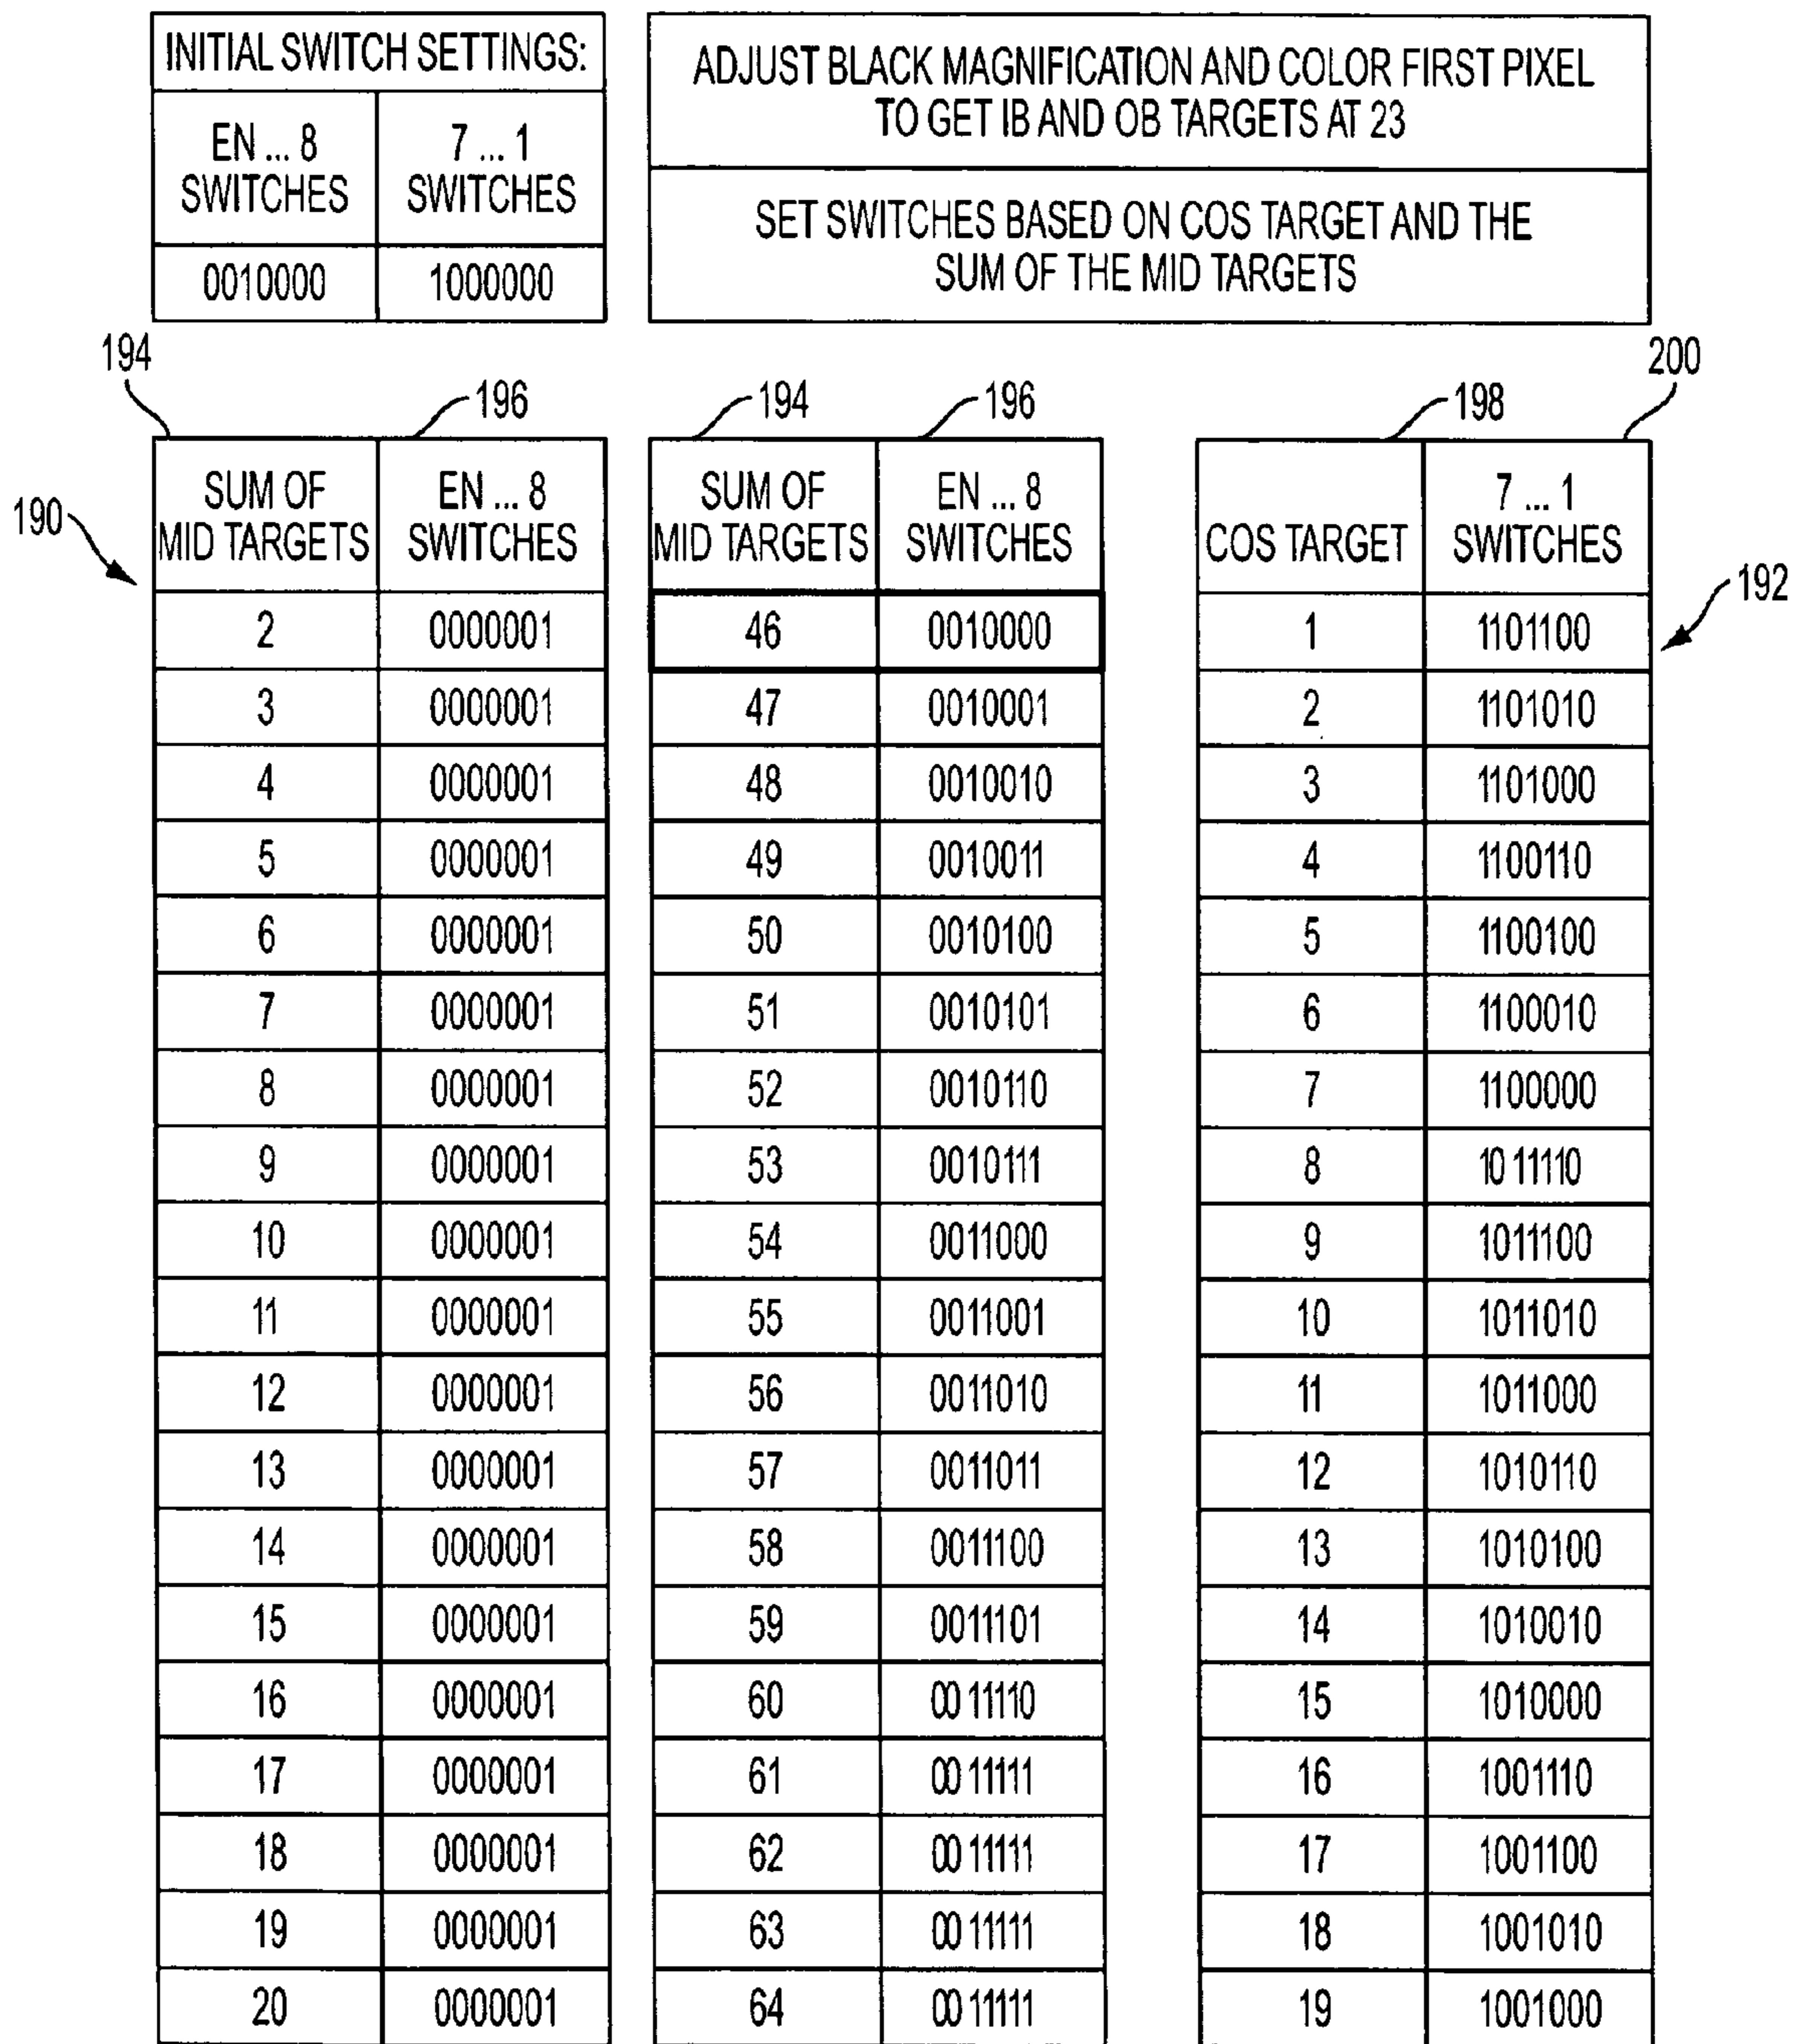 INITIAL SWITCH SETTINGS:
EN ... 8 SWITCHES 7 ... 1 SWITCHES
0010000 1000000
ADJUST BLACK MAGNIFICATION AND COLOR FIRST PIXEL
TO GET IB AND OB TARGETS AT 23
SET SWITCHES BASED ON COS TARGET AND THE
SUM OF THE MID TARGETS
194 196 194 196 198 200
190
192
SUM OF MID TARGETS EN ... 8 SWITCHES SUM OF MID TARGETS EN ... 8 SWITCHES COS TARGET 7 ... 1 SWITCHES
2 0000001 46 0010000 1 1101100
3 0000001 47 0010001 2 1101010
4 0000001 48 0010010 3 1101000
5 0000001 49 0010011 4 1100110
6 0000001 50 0010100 5 1100100
7 0000001 51 0010101 6 1100010
8 0000001 52 0010110 7 1100000
9 0000001 53 0010111 8 1011110
10 0000001 54 0011000 9 1011100
11 0000001 55 0011001 10 1011010
12 0000001 56 0011010 11 1011000
13 0000001 57 0011011 12 1010110
14 0000001 58 0011100 13 1010100
15 0000001 59 0011101 14 1010010
16 0000001 60 0011110 15 1010000
17 0000001 61 0011111 16 1001110
18 0000001 62 0011111 17 1001100
19 0000001 63 0011111 18 1001010
20 0000001 64 0011111 19 1001000